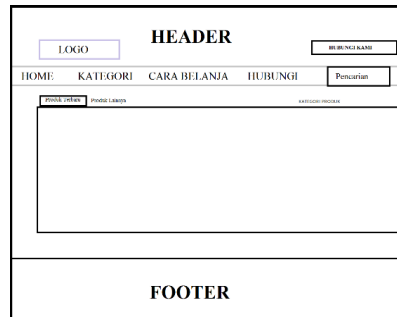 HEADER
LOGO
HUBUNGI KAMI
HOME KATEGORI CARA BELANJA HUBUNGI Pencarian
Produk Terbaru Produk Lainnya KATEGORI PRODUK
FOOTER